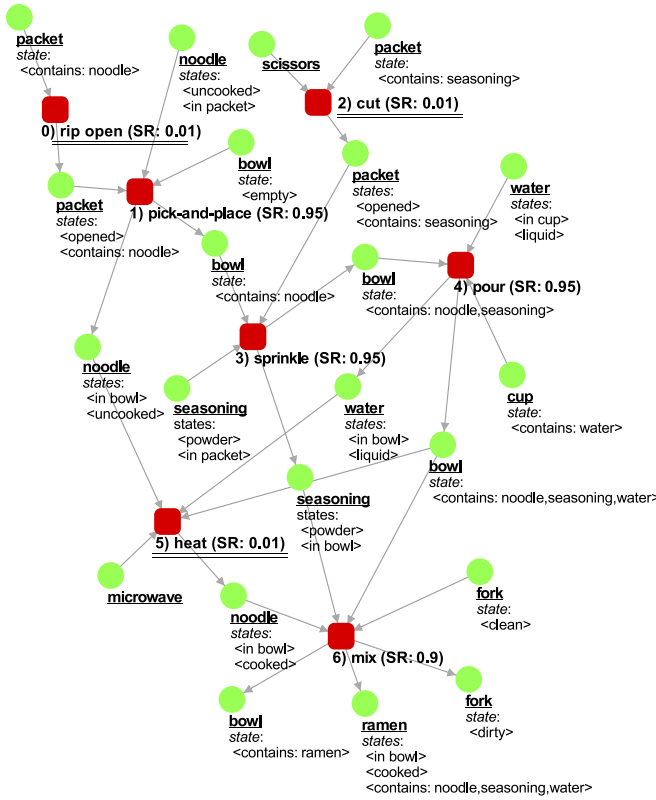 packet
state:
<contains: noodle>
noodle
states:
<uncooked>
<in packet>
scissors
packet
state:
<contains: seasoning>
0) rip open (SR: 0.01)
2) cut (SR: 0.01)
bowl
state:
<empty>
packet
states:
<opened>
<contains: noodle>
1) pick-and-place (SR: 0.95)
packet
states:
<opened>
<contains: seasoning>
water
states:
<in cup>
<liquid>
bowl
state:
<contains: noodle>
bowl
state:
<contains: noodle,seasoning>
4) pour (SR: 0.95)
3) sprinkle (SR: 0.95)
noodle
states:
<in bowl>
<uncooked>
seasoning
states:
<powder>
<in packet>
water
states:
<in bowl>
<liquid>
cup
state:
<contains: water>
bowl
state:
<contains: noodle,seasoning,water>
seasoning
states:
<powder>
<in bowl>
5) heat (SR: 0.01)
microwave
noodle
states:
<in bowl>
<cooked>
fork
state:
<clean>
6) mix (SR: 0.9)
bowl
state:
<contains: ramen>
ramen
states:
<in bowl>
<cooked>
<contains: noodle,seasoning,water>
fork
state:
<dirty>